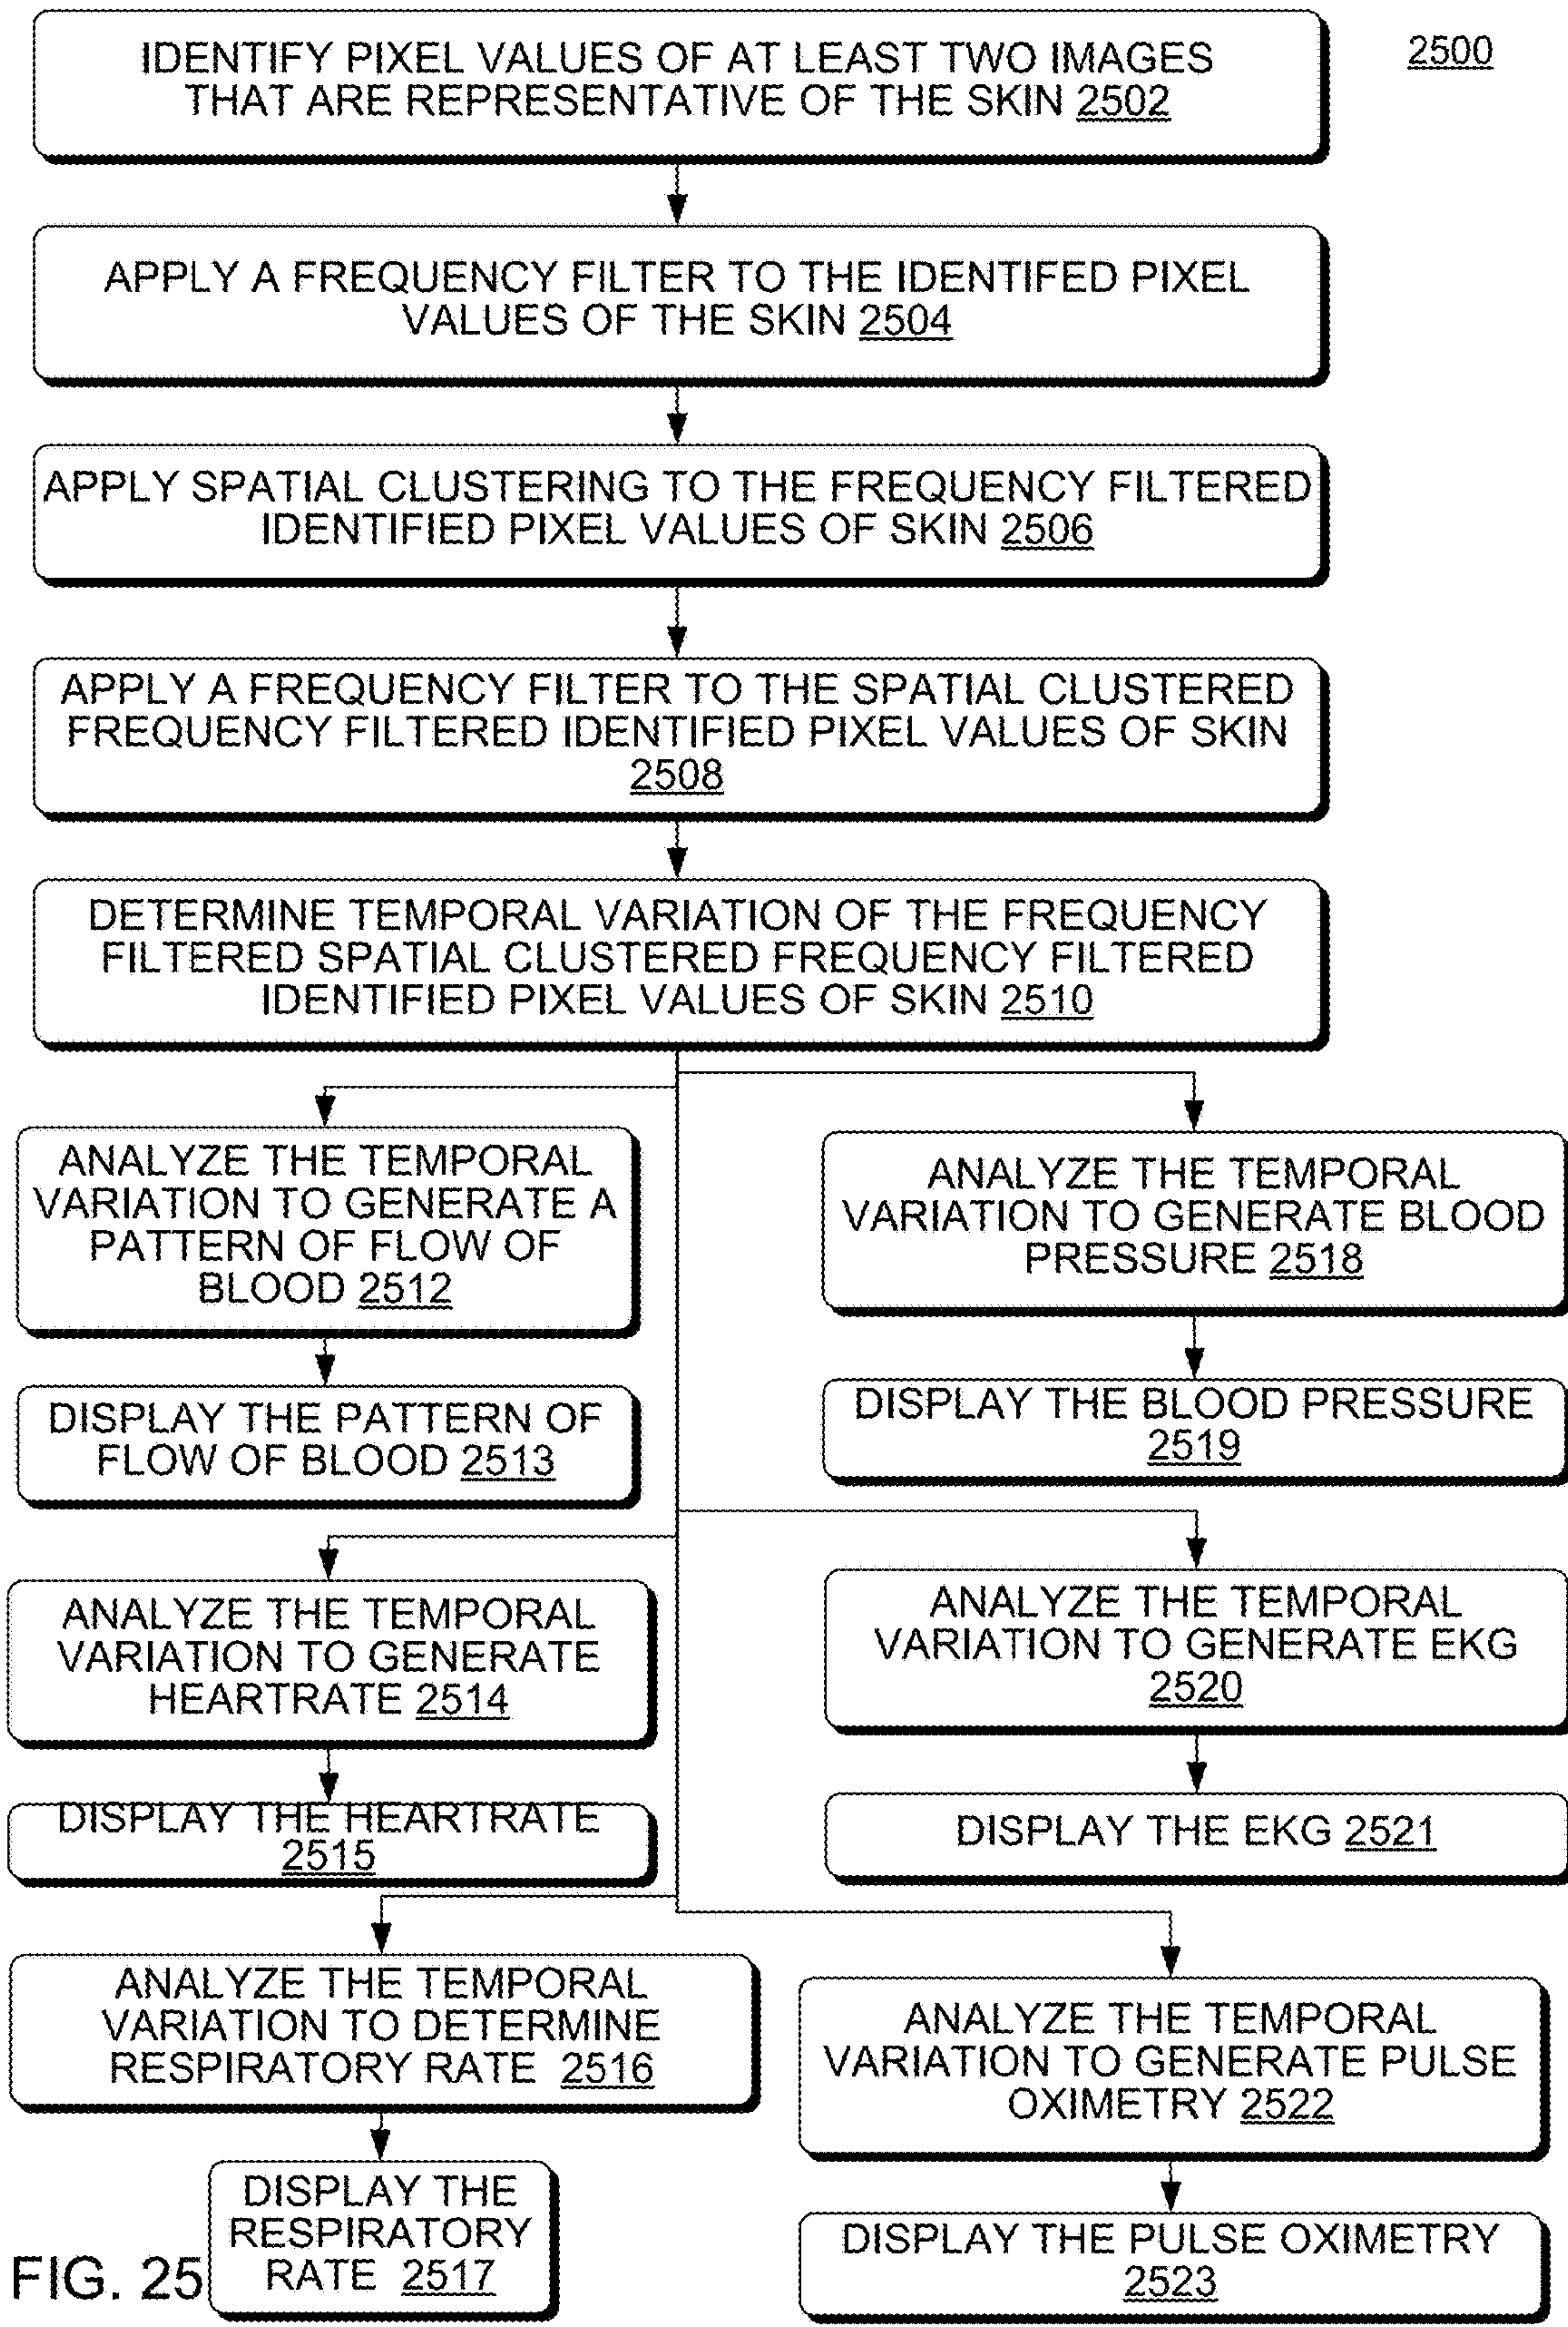 2500
IDENTIFY PIXEL VALUES OF AT LEAST TWO IMAGES
THAT ARE REPRESENTATIVE OF THE SKIN 2502
APPLY A FREQUENCY FILTER TO THE IDENTIFED PIXEL
VALUES OF THE SKIN 2504
APPLY SPATIAL CLUSTERING TO THE FREQUENCY FILTERED
IDENTIFIED PIXEL VALUES OF SKIN 2506
APPLY A FREQUENCY FILTER TO THE SPATIAL CLUSTERED
FREQUENCY FILTERED IDENTIFIED PIXEL VALUES OF SKIN
2508
DETERMINE TEMPORAL VARIATION OF THE FREQUENCY
FILTERED SPATIAL CLUSTERED FREQUENCY FILTERED
IDENTIFIED PIXEL VALUES OF SKIN 2510
ANALYZE THE TEMPORAL
VARIATION TO GENERATE A
PATTERN OF FLOW OF
BLOOD 2512
DISPLAY THE PATTERN OF
FLOW OF BLOOD 2513
ANALYZE THE TEMPORAL
VARIATION TO GENERATE BLOOD
PRESSURE 2518
DISPLAY THE BLOOD PRESSURE
2519
ANALYZE THE TEMPORAL
VARIATION TO GENERATE
HEARTRATE 2514
DISPLAY THE HEARTRATE
2515
ANALYZE THE TEMPORAL
VARIATION TO GENERATE EKG
2520
DISPLAY THE EKG 2521
ANALYZE THE TEMPORAL
VARIATION TO DETERMINE
RESPIRATORY RATE 2516
DISPLAY THE
RESPIRATORY
RATE 2517
ANALYZE THE TEMPORAL
VARIATION TO GENERATE PULSE
OXIMETRY 2522
DISPLAY THE PULSE OXIMETRY
2523
FIG. 25